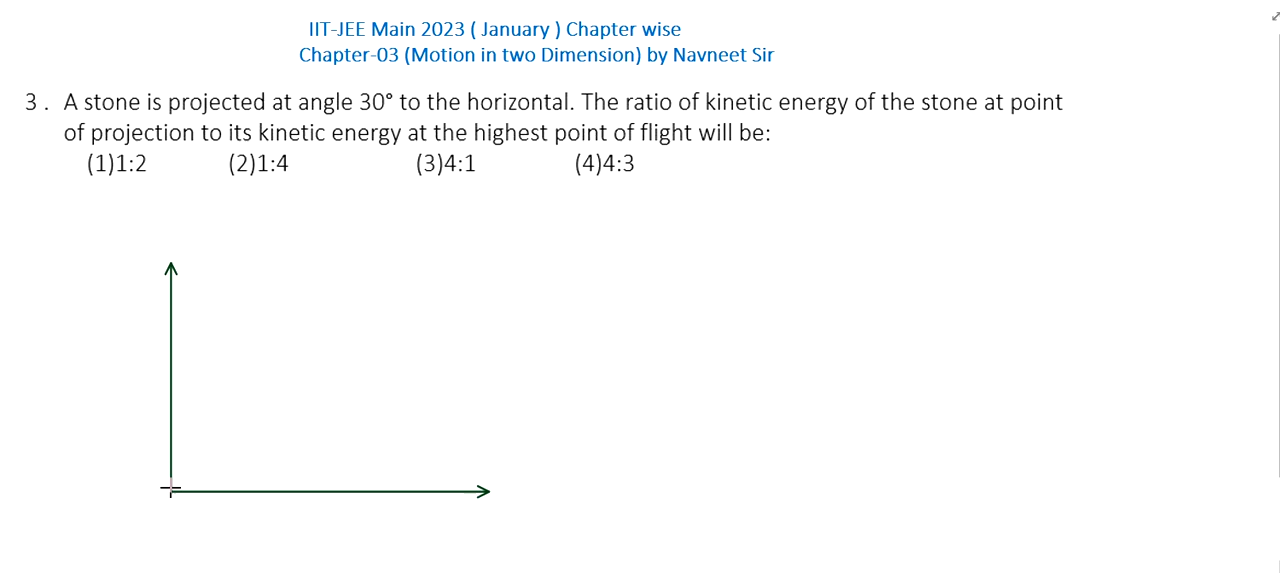 IIT-JEE Main 2023 ( January ) Chapter wise
Chapter-03 (Motion in two Dimension) by Navneet Sir
3 . A stone is projected at angle 30° to the horizontal. The ratio of kinetic energy of the stone at point
of projection to its kinetic energy at the highest point of flight will be:
(1)1:2 (2)1:4 (3)4:1 (4)4:3